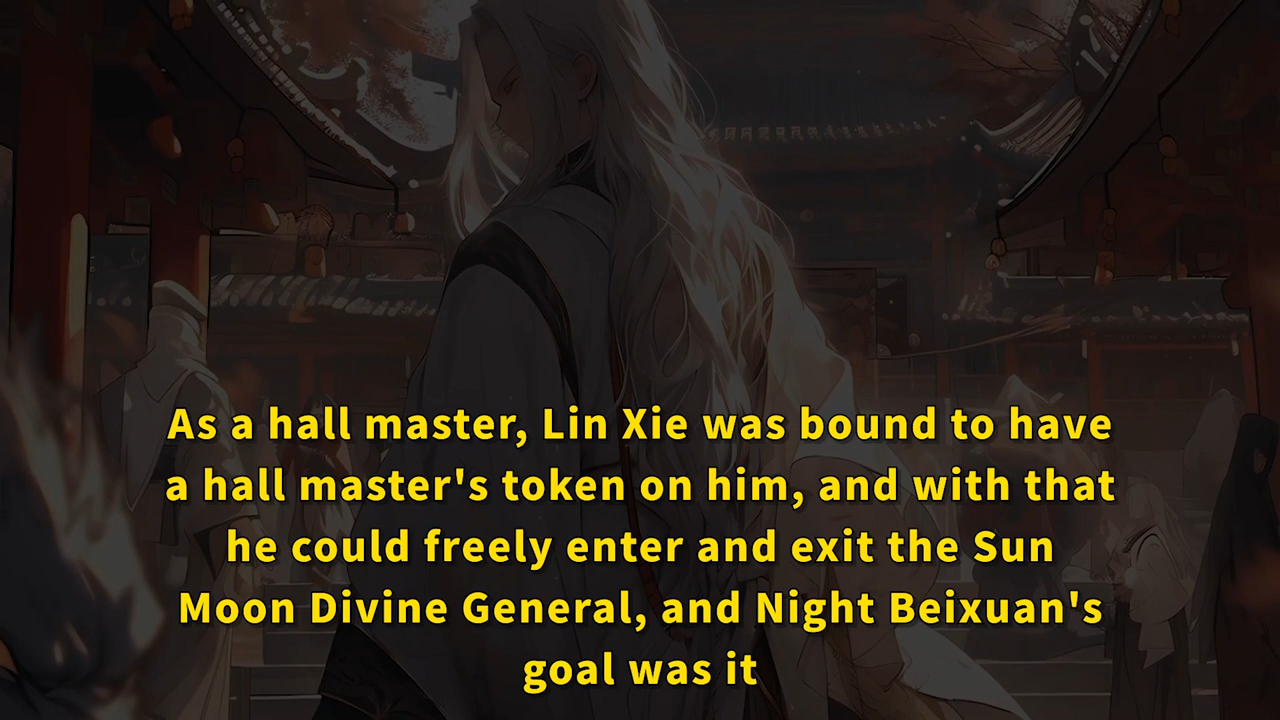 As a hall master, Lin Xie was bound to have
a hall master's token on him, and with that
he could freely enter and exit the Sun
Moon Divine General, and Night Beixuan's
goal was it